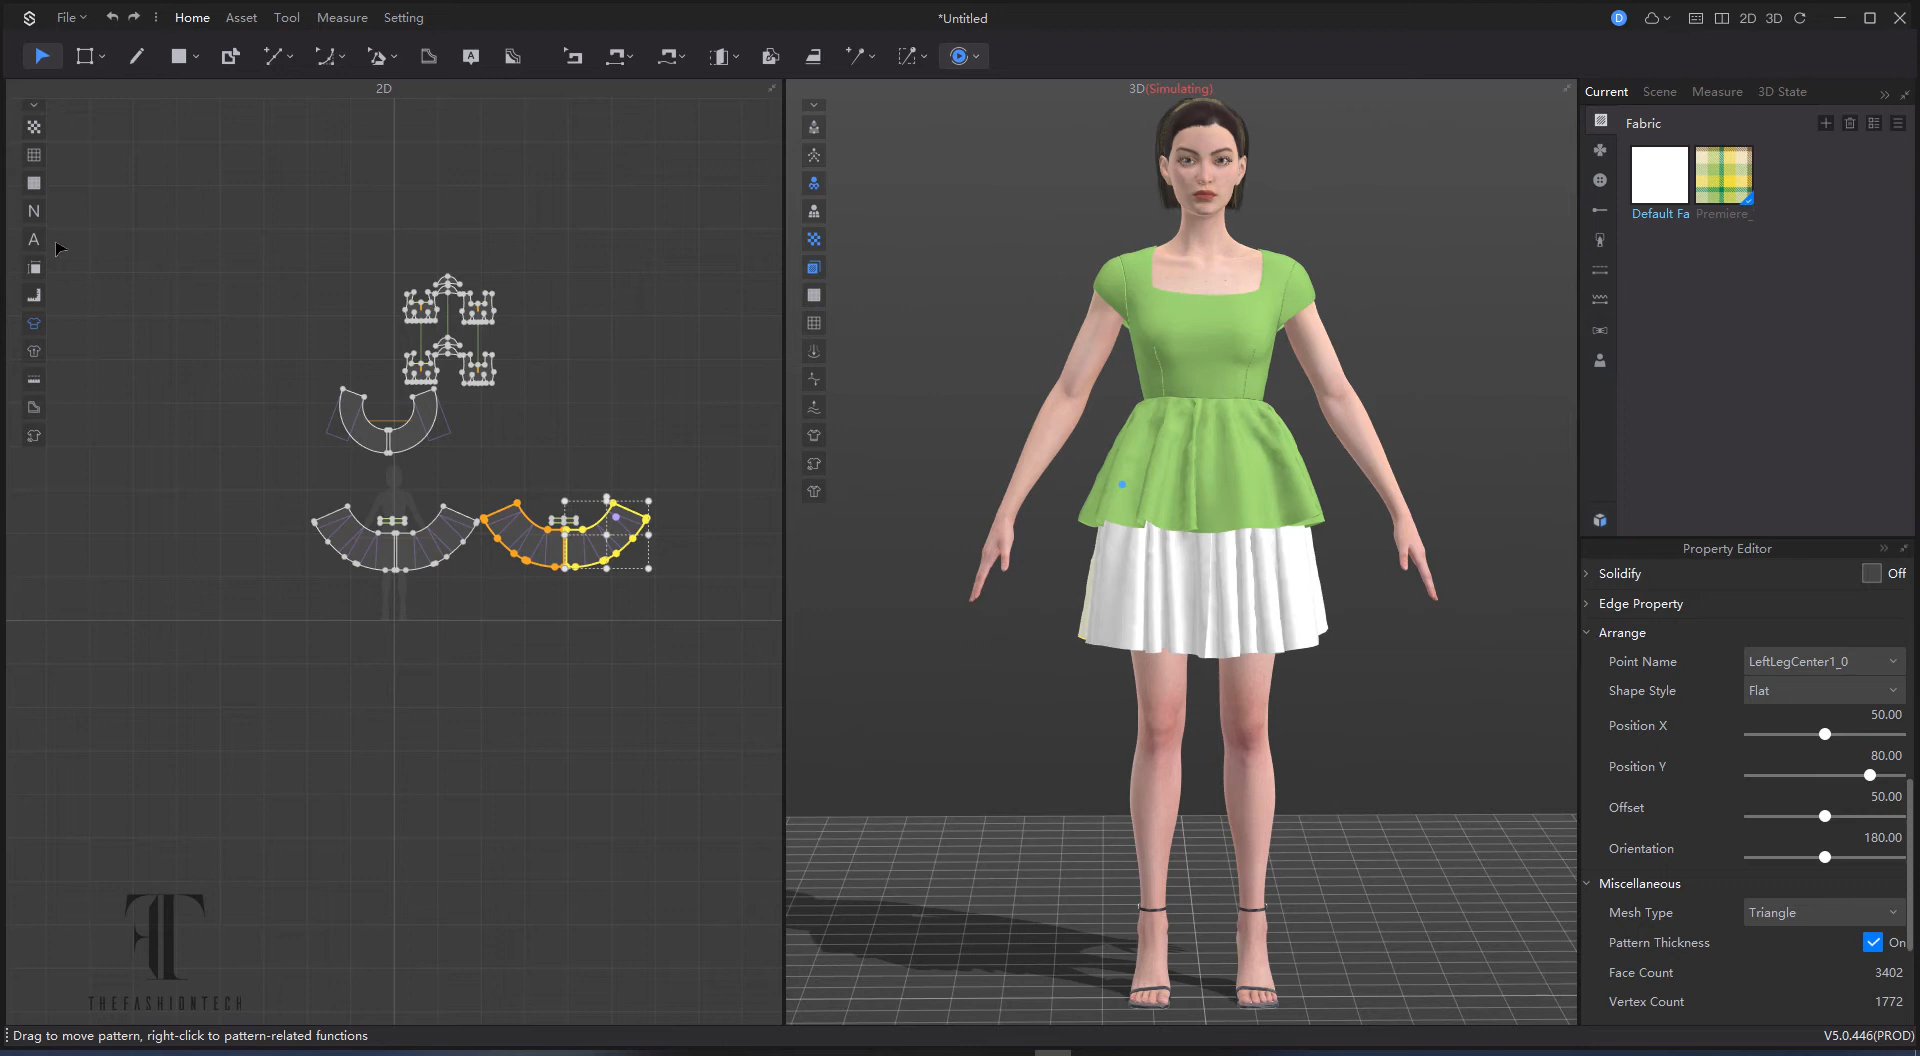 File
Home
Asset
Tool
Measure
Setting
*Untitled
D
2D
3D
2D
3D(Simulating)
N
A
Current
Scene
Measure
3D State
Fabric
Default Fa
Premiere_
Property Editor
Solidify
Off
Edge Property
Arrange
Point Name
LeftLegCenter1_0
Shape Style
Flat
Position X
50.00
Position Y
80.00
Offset
50.00
Orientation
180.00
Miscellaneous
Mesh Type
Triangle
Pattern Thickness
On
Face Count
3402
Vertex Count
1772
THEFASHIONTECH
Drag to move pattern, right-click to pattern-related functions
V5.0.446(PROD)